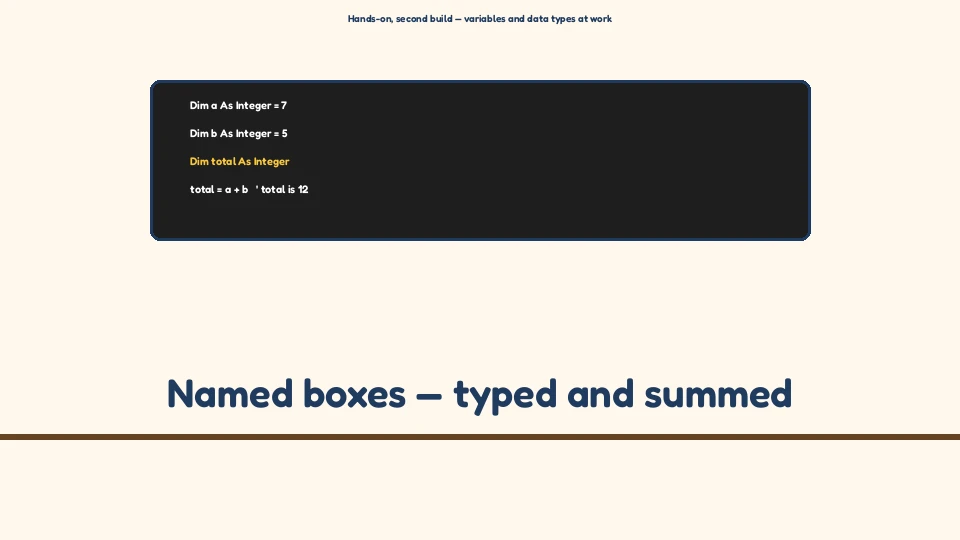 Hands-on, second build — variables and data types at work
Dim a As Integer = 7
Dim b As Integer = 5
Dim total As Integer
total = a + b   ' total is 12
Named boxes — typed and summed